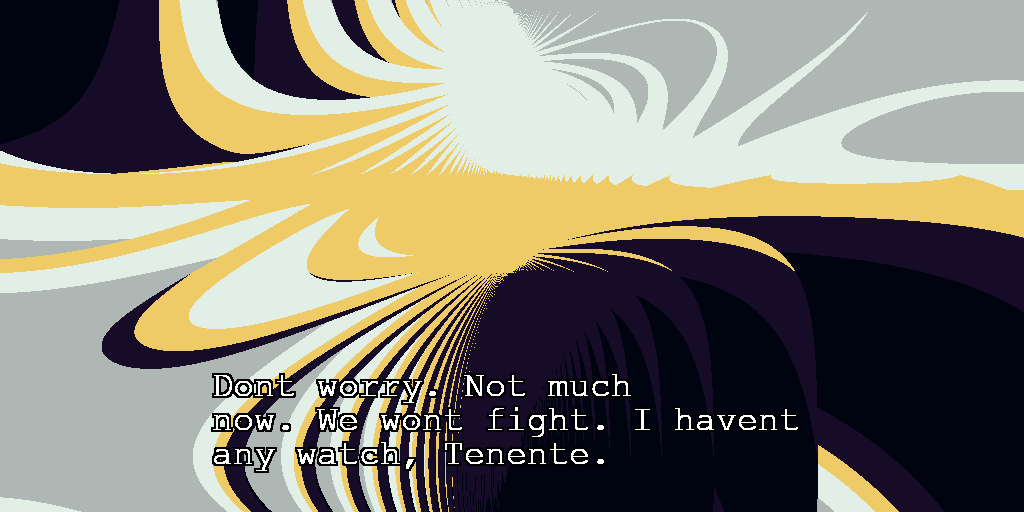 Dont worry. Not much
now. We wont fight. I havent
any watch, Tenente.